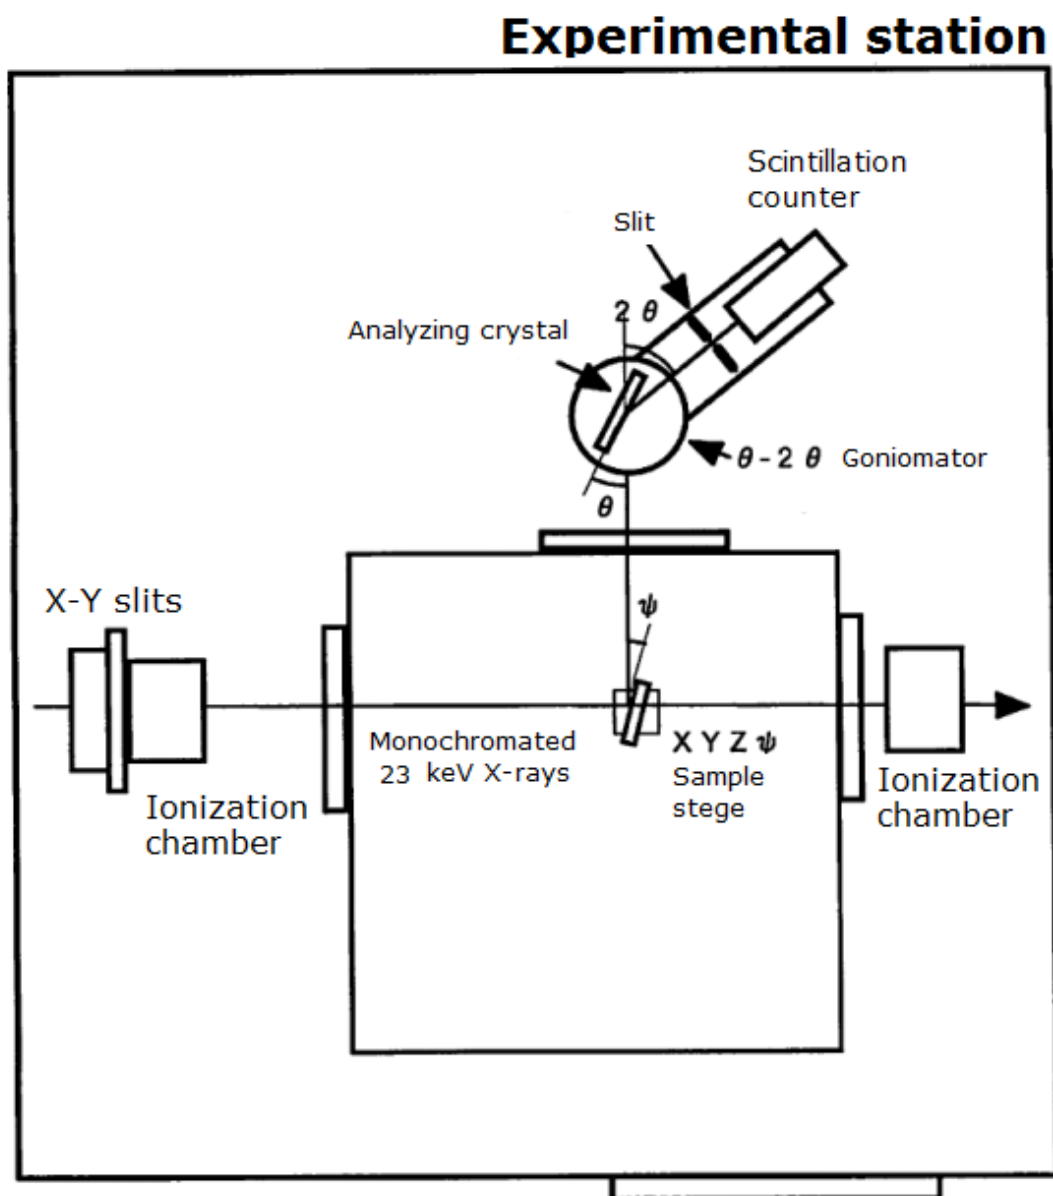 Experimental station
Scintillation
counter
Slit
2 θ
Analyzing crystal
θ - 2 θ Goniomator
θ
X-Y slits
ψ
Monochromated
23 keV X-rays
X Y Z ψ
Sample
stege
Ionization
chamber
Ionization
chamber